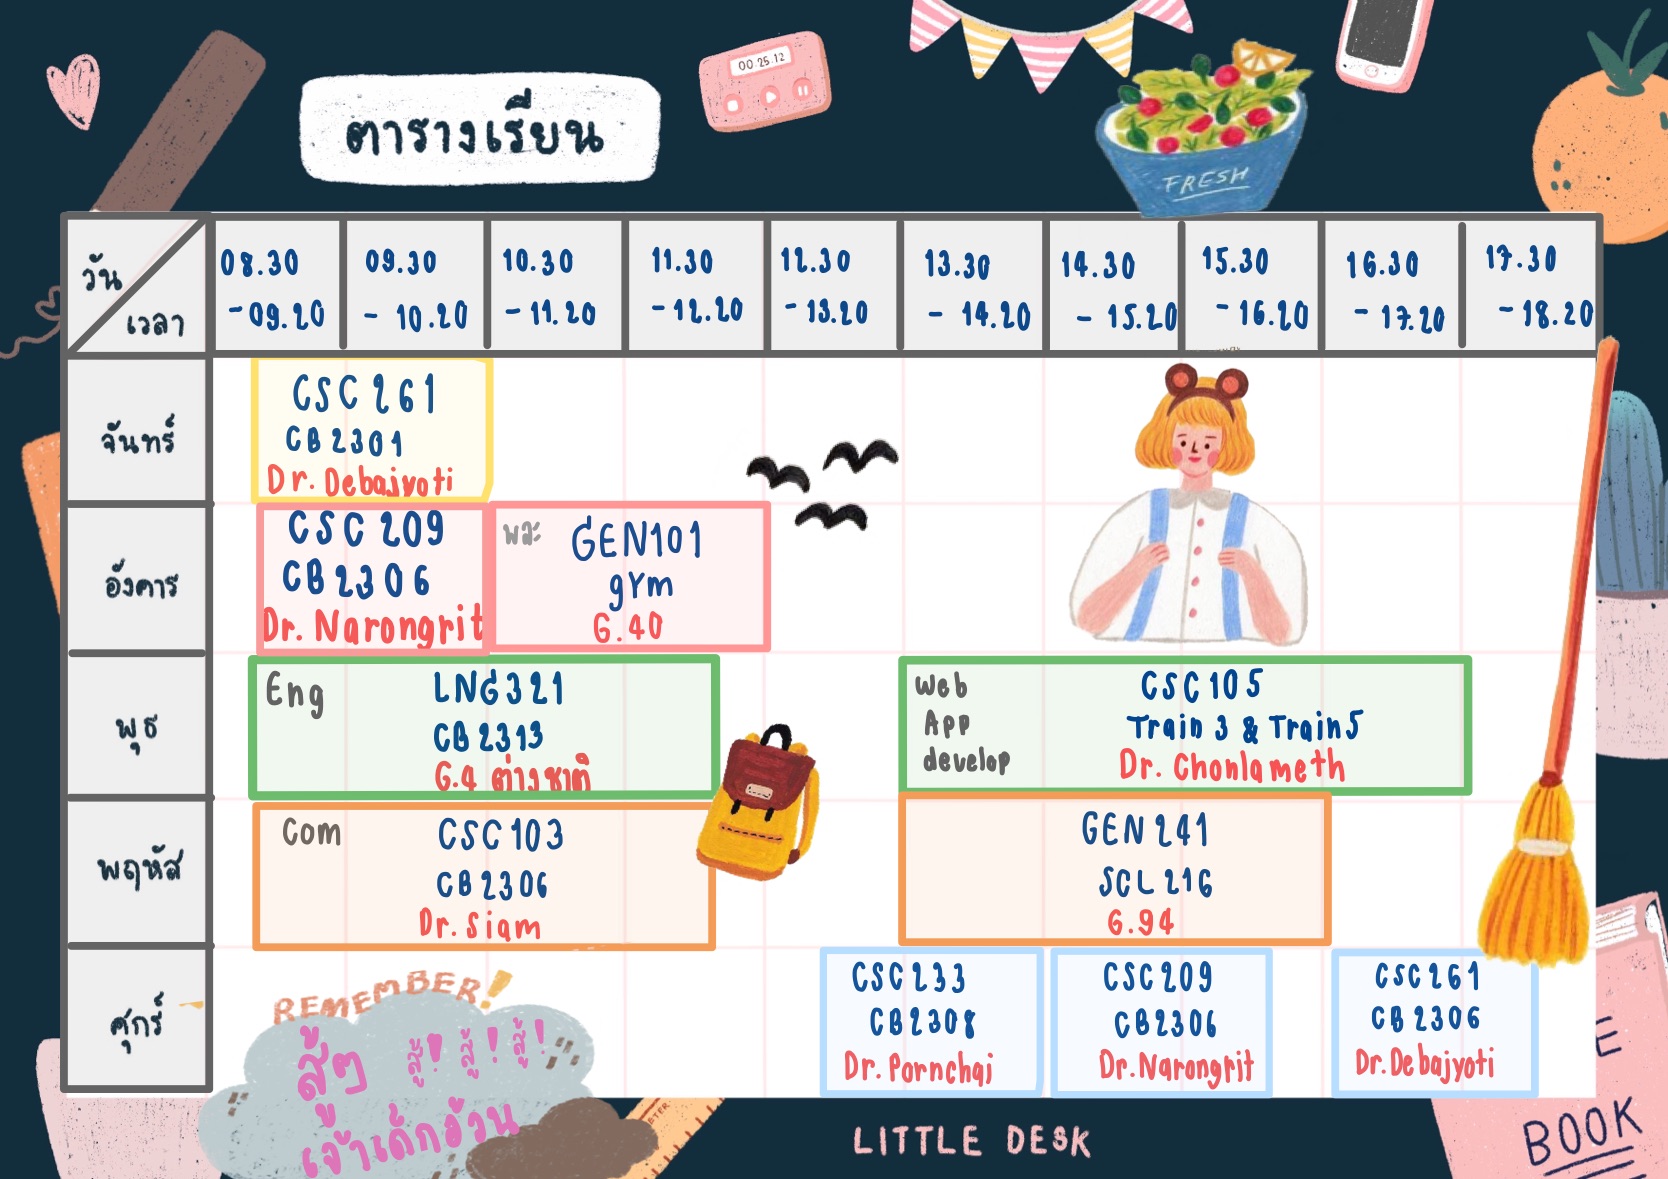 00 25.12
ตารางเรียน
FRESH
วัน
เวลา
08.30 -09.20
09.30 - 10.20
10.30 -11.20
11.30 -12.20
12.30 -13.20
13.30 - 14.20
14.30 - 15.20
15.30 -16.20
16.30 - 17.20
17.30 -18.20
จันทร์
CSC 261
CB 2301
Dr. Debajyoti
อังคาร
CSC 209
CB 2306
Dr. Narongrit
พละ GEN101
gym
G.40
พุธ
Eng LNG321
CB 2313
G.4 ต่างชาติ
Web App develop
CSC 105
Train 3 & Train5
Dr. Chonlameth
พฤหัส
Com CSC 103
CB 2306
Dr. Siam
GEN 241
SCL 216
G.94
ศุกร์
CSC 233
CB 2308
Dr. Pornchai
CSC 209
CB2306
Dr. Narongrit
CSC 261
CB 2306
Dr. Debajyoti
REMEMBER!
สู้ๆ สู้! สู้! สู้!
เจ้าเด็กอ้วน
LITTLE DESK
BOOK